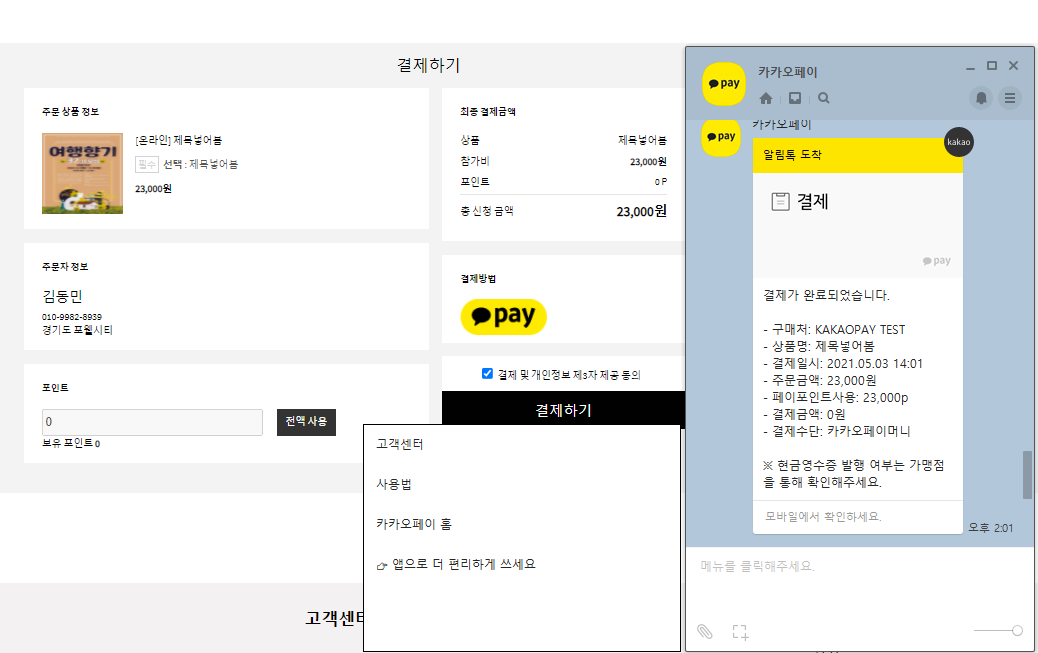 결제하기
주문 상품 정보
여행향기
[온라인] 제목넣어봄
필수 선택 : 제목넣어봄
23,000원
주문자 정보
김동민
010-9982-8939
경기도 포웰시티
포인트
0
전액 사용
보유 포인트 0
최종 결제금액
상품 제목넣어봄
참가비 23,000원
포인트 0 P
총 신청 금액 23,000원
결제방법
pay
결제 및 개인정보 제3자 제공 동의
결제하기
고객센터
사용법
카카오페이 홈
👉 앱으로 더 편리하게 쓰세요
고객센터
pay
카카오페이
pay
카카오페이
kakao
알림톡 도착
결제
pay
결제가 완료되었습니다.
- 구매처: KAKAOPAY TEST
- 상품명: 제목넣어봄
- 결제일시: 2021.05.03 14:01
- 주문금액: 23,000원
- 페이포인트사용: 23,000p
- 결제금액: 0원
- 결제수단: 카카오페이머니
※ 현금영수증 발행 여부는 가맹점
을 통해 확인해주세요.
모바일에서 확인하세요.
오후 2:01
메뉴를 클릭해주세요.